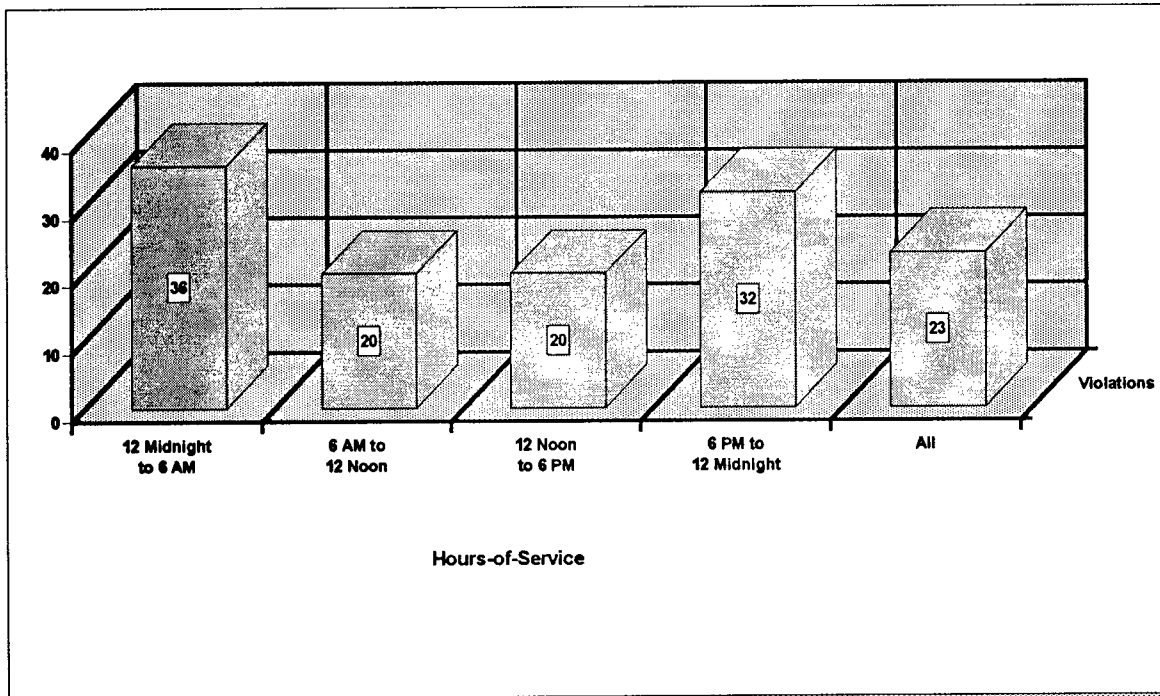 40
30
20
10
0
36
20
20
32
23
Violations
12 Midnight
to 6 AM
6 AM to
12 Noon
12 Noon
to 6 PM
6 PM to
12 Midnight
All
Hours-of-Service